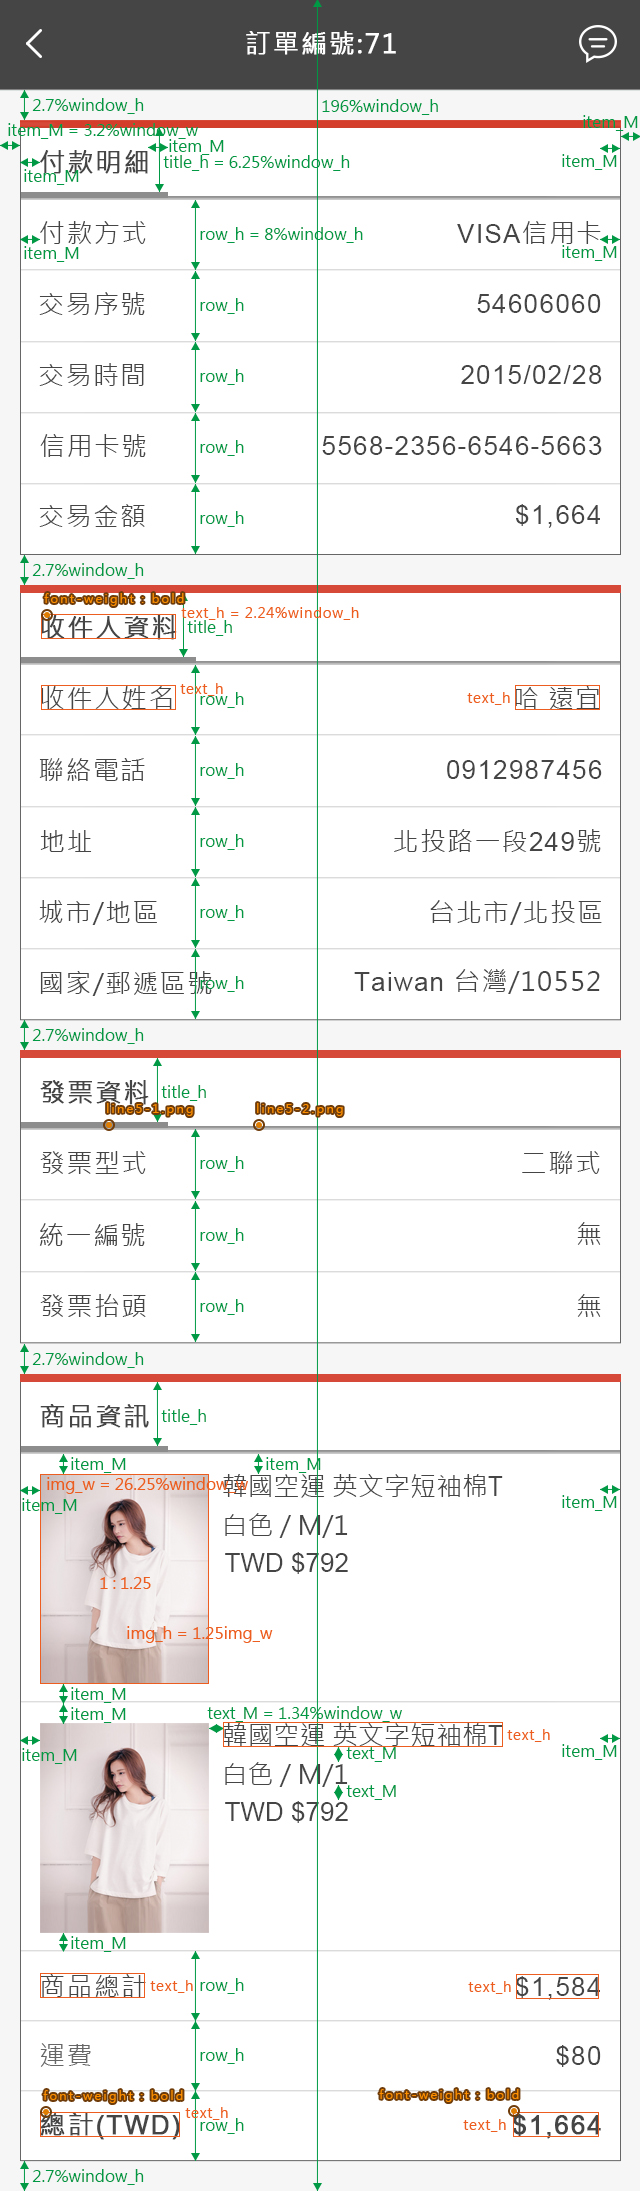 訂單編號:71
2.7%window_h
196%window_h
item_M
item_M = 3.2%window_w
item_M
title_h = 6.25%window_h
item_M
付款明細
item_M
付款方式
row_h = 8%window_h
VISA信用卡
item_M
item_M
交易序號
row_h
54606060
交易時間
row_h
2015/02/28
信用卡號
row_h
5568-2356-6546-5663
交易金額
row_h
$1,664
2.7%window_h
font-weight : bold
text_h = 2.24%window_h
收件人資料
title_h
收件人姓名
text_h
row_h
text_h
哈 遠宜
聯絡電話
row_h
0912987456
地址
row_h
北投路一段249號
城市/地區
row_h
台北市/北投區
國家/郵遞區號
row_h
Taiwan 台灣/10552
2.7%window_h
發票資料
title_h
line5-1.png
line5-2.png
發票型式
row_h
二聯式
統一編號
row_h
無
發票抬頭
row_h
無
2.7%window_h
商品資訊
title_h
item_M
item_M
img_w = 26.25%window_w
韓國空運 英文字短袖棉T
item_M
item_M
白色 / M/1
TWD $792
1 : 1.25
img_h = 1.25img_w
item_M
item_M
text_M = 1.34%window_w
韓國空運 英文字短袖棉T
text_h
item_M
text_M
item_M
白色 / M/1
text_M
TWD $792
item_M
商品總計
text_h
row_h
text_h
$1,584
運費
row_h
$80
font-weight : bold
font-weight : bold
總計(TWD)
text_h
row_h
text_h
$1,664
2.7%window_h